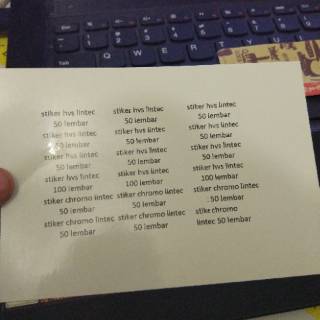 stiker hvs lintec stiker hvs lintec stiker hvs lintec
50 lembar 50 lembar 50 lembar
stiker hvs lintec stiker hvs lintec stiker hvs lintec
50 lembar 50 lembar 50 lembar
stiker hvs lintec stiker hvs lintec stiker hvs lintec
50 lembar 50 lembar 50 lembar
stiker hvs lintec stiker hvs lintec stiker hvs lintec
100 lembar 100 lembar 100 lembar
stiker chromo lintec stiker chromo lintec stiker chromo lintec
50 lembar 50 lembar 50 lembar
stiker chromo lintec stiker chromo lintec stiker chromo
50 lembar 50 lembar lintec 50 lembar
Q W E R T Y U